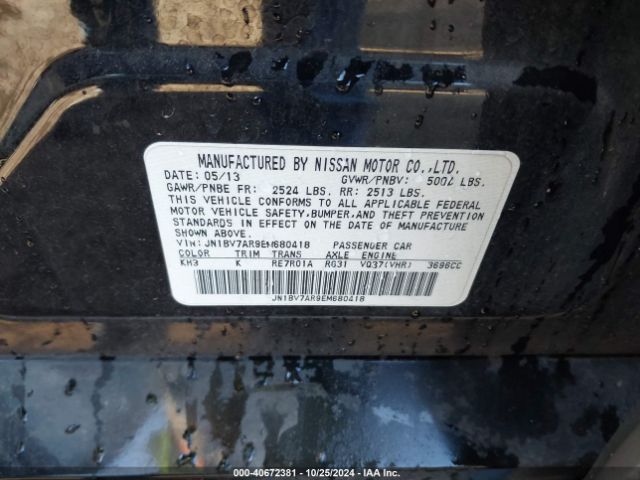 MANUFACTURED BY NISSAN MOTOR CO.,LTD.
DATE: 05/13 GVWR/PNBV: 5004 LBS.
GAWR/PNBE FR: 2524 LBS. RR: 2513 LBS.
THIS VEHICLE CONFORMS TO ALL APPLICABLE FEDERAL
MOTOR VEHICLE SAFETY,BUMPER,AND THEFT PREVENTION
STANDARDS IN EFFECT ON THE DATE OF MANUFACTURE
SHOWN ABOVE.
VIN: JN1BV7AR9EM680418 PASSENGER CAR
COLOR TRIM TRANS AXLE ENGINE
KH3 K RE7R01A RG31 VQ37(VHR) 3696CC
JN1BV7AR9EM680418
000-40672381 - 10/25/2024 - IAA Inc.